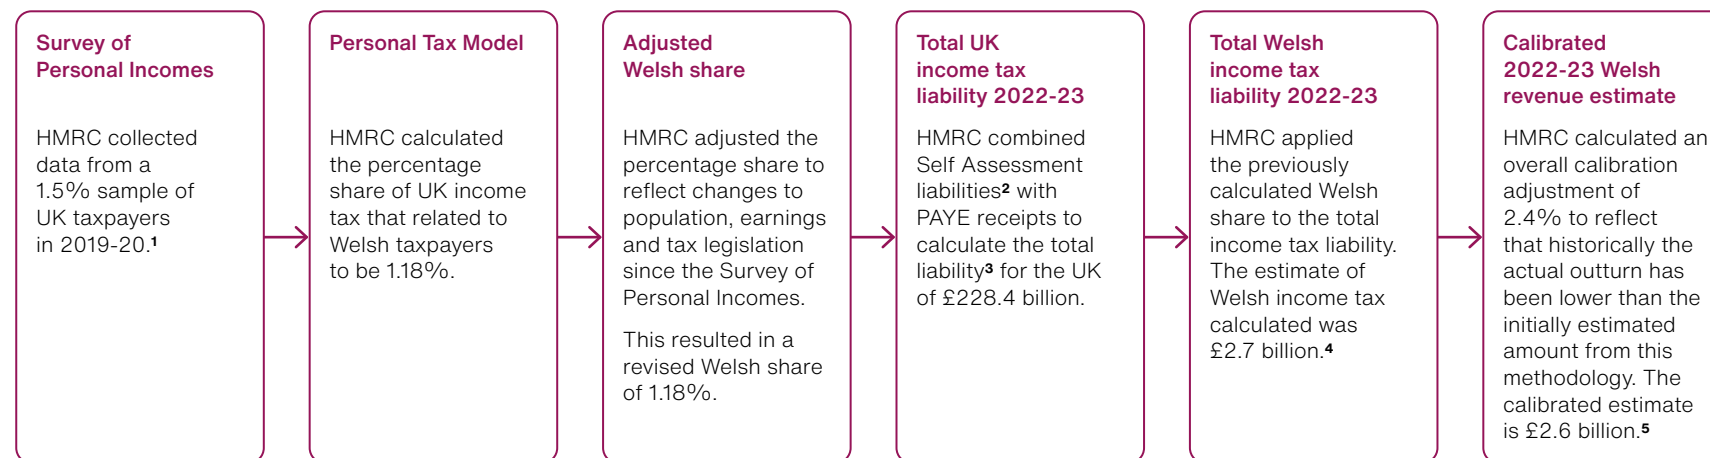 Survey of
Personal Incomes
HMRC collected
data from a
1.5% sample of
UK taxpayers
in 2019-20.1
Personal Tax Model
HMRC calculated
the percentage
share of UK income
tax that related to
Welsh taxpayers
to be 1.18%.
Adjusted
Welsh share
HMRC adjusted the
percentage share to
reflect changes to
population, earnings
and tax legislation
since the Survey of
Personal Incomes.
This resulted in a
revised Welsh share
of 1.18%.
Total UK
income tax
liability 2022-23
HMRC combined
Self Assessment
liabilities2 with
PAYE receipts to
calculate the total
liability3 for the UK
of £228.4 billion.
Total Welsh
income tax
liability 2022-23
HMRC applied
the previously
calculated Welsh
share to the total
income tax liability.
The estimate of
Welsh income tax
calculated was
£2.7 billion.4
Calibrated
2022-23 Welsh
revenue estimate
HMRC calculated an
overall calibration
adjustment of
2.4% to reflect
that historically the
actual outturn has
been lower than the
initially estimated
amount from this
methodology. The
calibrated estimate
is £2.6 billion.5